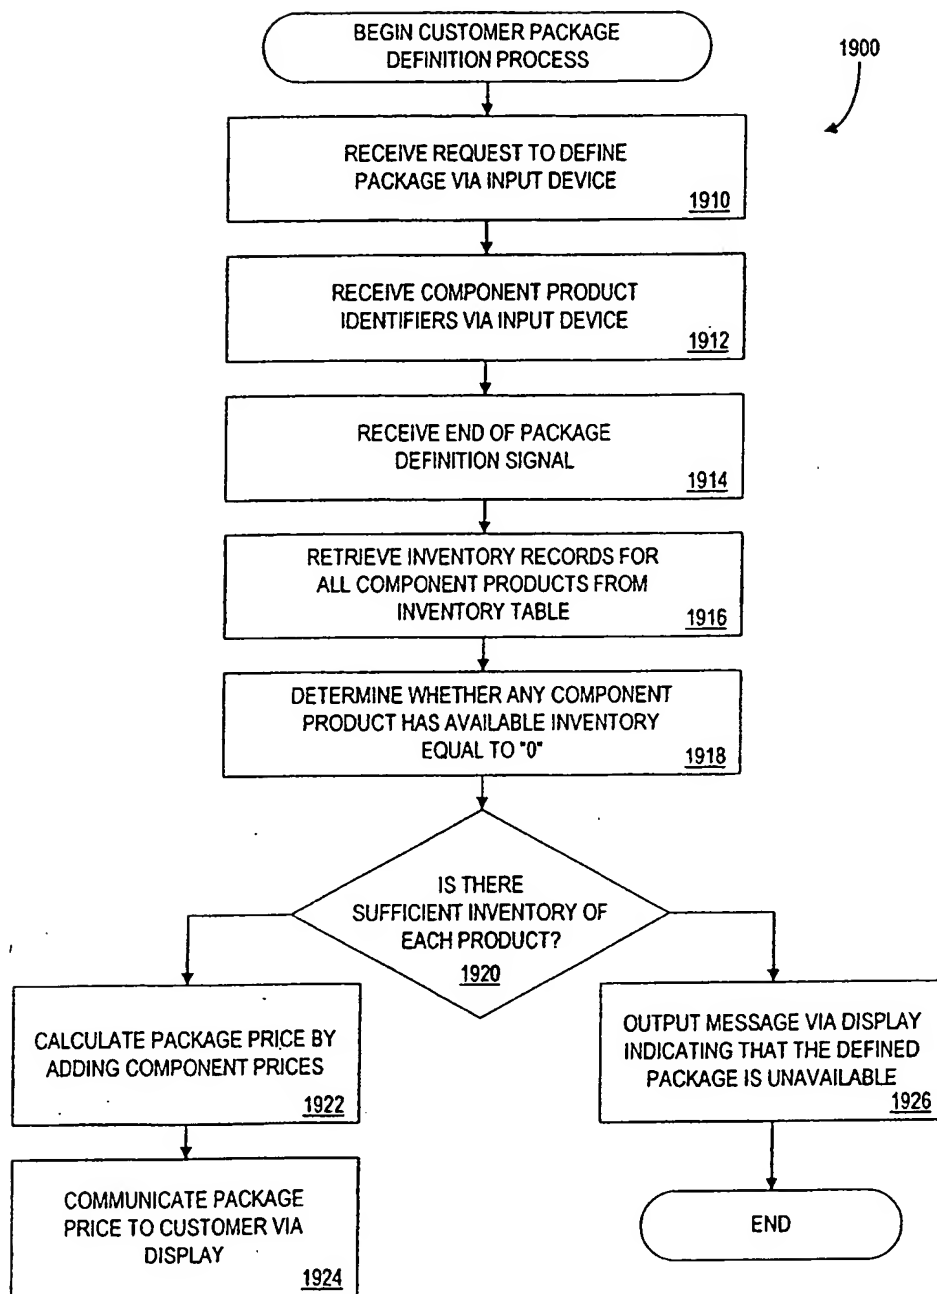 BEGIN CUSTOMER PACKAGE
DEFINITION PROCESS
1900
RECEIVE REQUEST TO DEFINE
PACKAGE VIA INPUT DEVICE
1910
RECEIVE COMPONENT PRODUCT
IDENTIFIERS VIA INPUT DEVICE
1912
RECEIVE END OF PACKAGE
DEFINITION SIGNAL
1914
RETRIEVE INVENTORY RECORDS FOR
ALL COMPONENT PRODUCTS FROM
INVENTORY TABLE
1916
DETERMINE WHETHER ANY COMPONENT
PRODUCT HAS AVAILABLE INVENTORY
EQUAL TO "0"
1918
IS THERE
SUFFICIENT INVENTORY OF
EACH PRODUCT?
1920
CALCULATE PACKAGE PRICE BY
ADDING COMPONENT PRICES
1922
COMMUNICATE PACKAGE
PRICE TO CUSTOMER VIA
DISPLAY
1924
OUTPUT MESSAGE VIA DISPLAY
INDICATING THAT THE DEFINED
PACKAGE IS UNAVAILABLE
1926
END